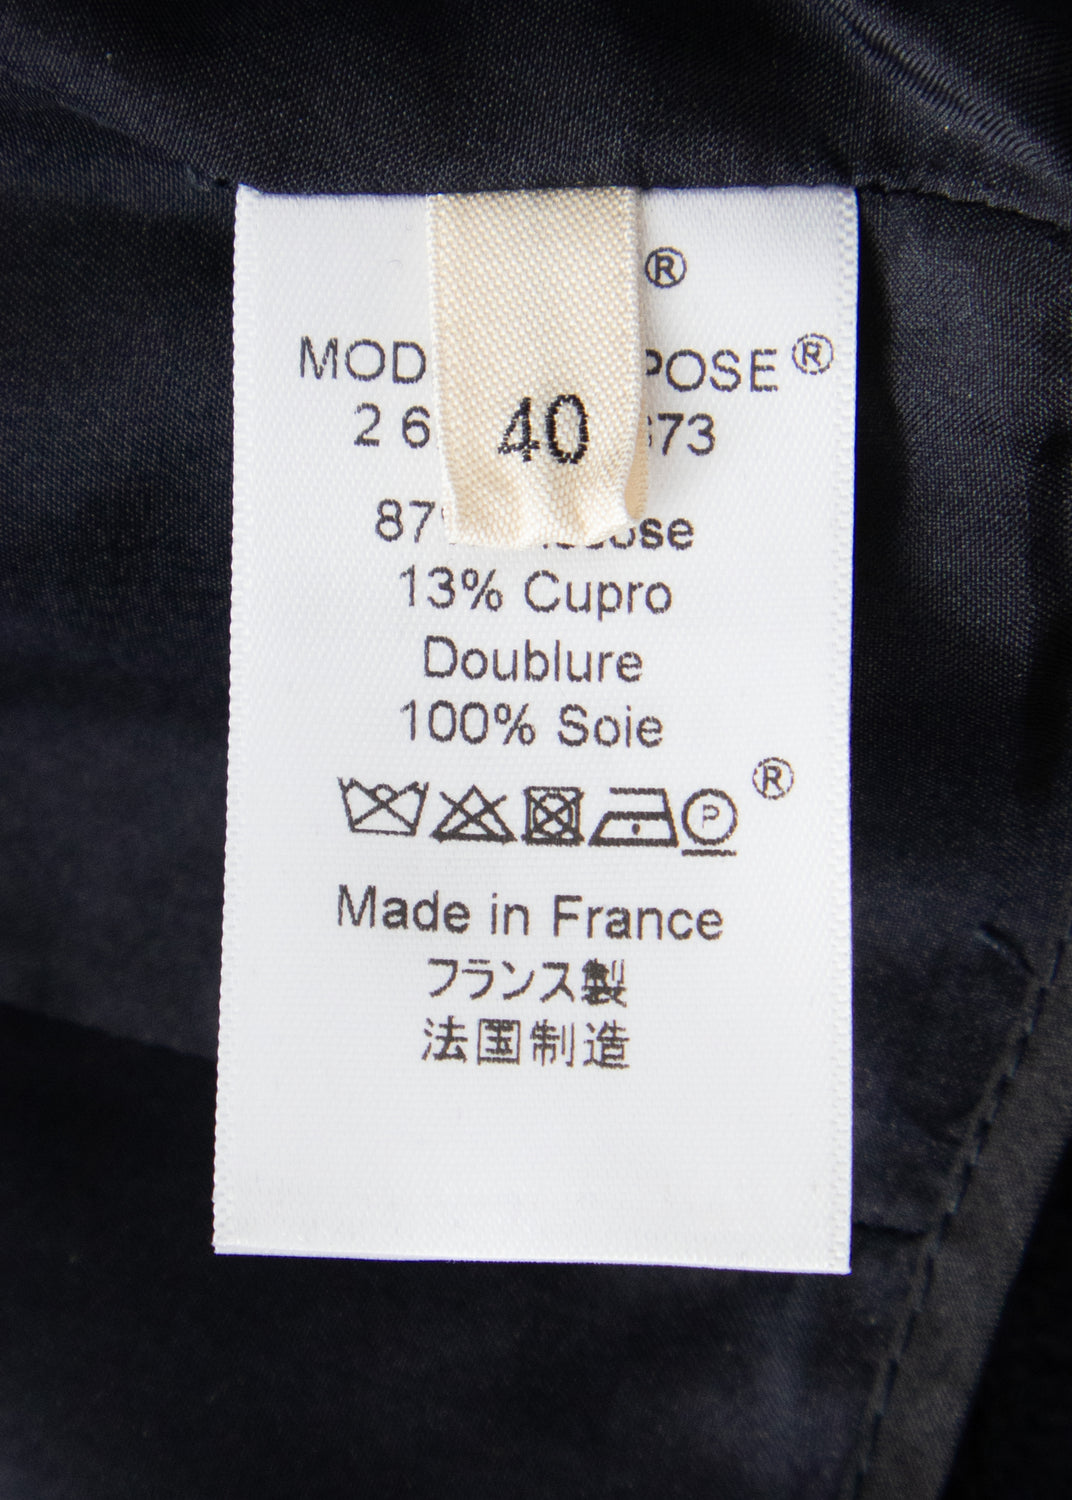 ®
MOD POSE®
2 6 40 673
87 ose
13% Cupro
Doublure
100% Soie
P ®
Made in France
フランス製
法国制造